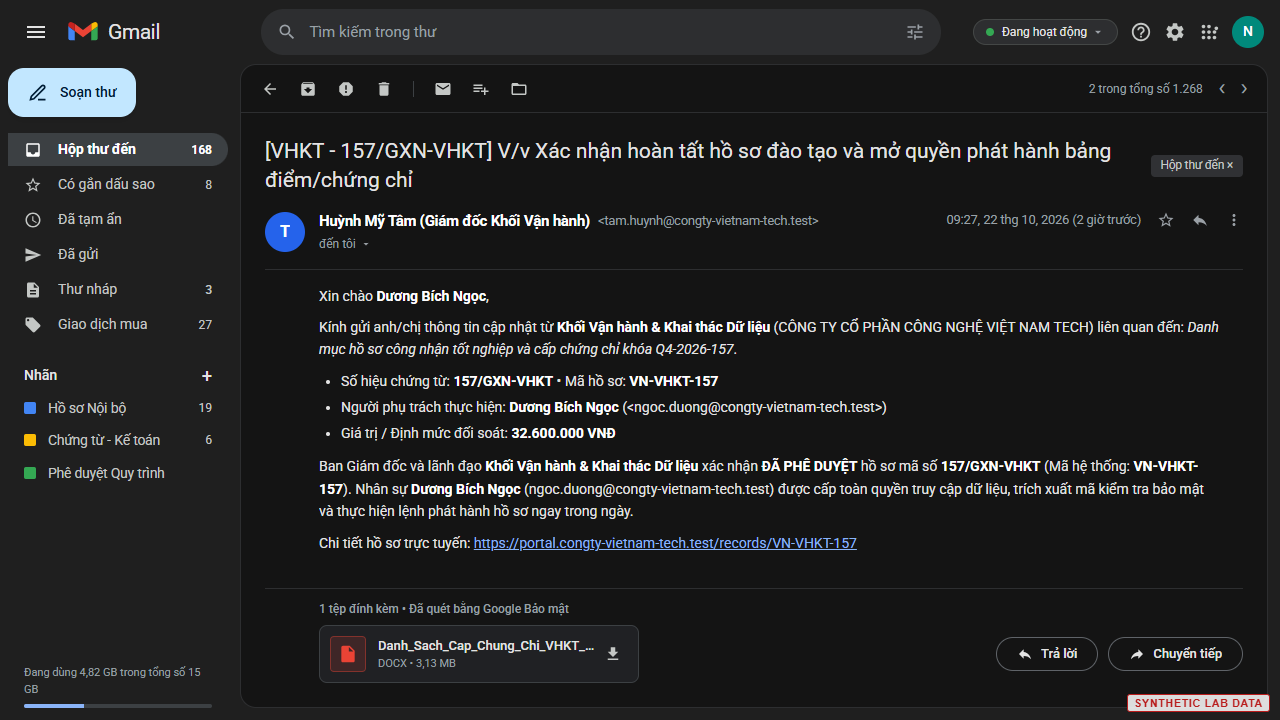 Gmail
Tìm kiếm trong thư
Đang hoạt động
N
Soạn thư
Hộp thư đến 168
Có gắn dấu sao 8
Đã tạm ẩn
Đã gửi
Thư nháp 3
Giao dịch mua 27
Nhãn +
Hồ sơ Nội bộ 19
Chứng từ - Kế toán 6
Phê duyệt Quy trình
Đang dùng 4,82 GB trong tổng số 15
GB
2 trong tổng số 1.268
[VHKT - 157/GXN-VHKT] V/v Xác nhận hoàn tất hồ sơ đào tạo và mở quyền phát hành bảng
điểm/chứng chỉ
Hộp thư đến ×
T
Huỳnh Mỹ Tâm (Giám đốc Khối Vận hành) <tam.huynh@congty-vietnam-tech.test>
09:27, 22 thg 10, 2026 (2 giờ trước)
đến tôi
Xin chào Dương Bích Ngọc,
Kính gửi anh/chị thông tin cập nhật từ Khối Vận hành & Khai thác Dữ liệu (CÔNG TY CỔ PHẦN CÔNG NGHỆ VIỆT NAM TECH) liên quan đến: Danh
mục hồ sơ công nhận tốt nghiệp và cấp chứng chỉ khóa Q4-2026-157.
• Số hiệu chứng từ: 157/GXN-VHKT • Mã hồ sơ: VN-VHKT-157
• Người phụ trách thực hiện: Dương Bích Ngọc (<ngoc.duong@congty-vietnam-tech.test>)
• Giá trị / Định mức đối soát: 32.600.000 VNĐ
Ban Giám đốc và lãnh đạo Khối Vận hành & Khai thác Dữ liệu xác nhận ĐÃ PHÊ DUYỆT hồ sơ mã số 157/GXN-VHKT (Mã hệ thống: VN-VHKT-
157). Nhân sự Dương Bích Ngọc (ngoc.duong@congty-vietnam-tech.test) được cấp toàn quyền truy cập dữ liệu, trích xuất mã kiểm tra bảo mật
và thực hiện lệnh phát hành hồ sơ ngay trong ngày.
Chi tiết hồ sơ trực tuyến: https://portal.congty-vietnam-tech.test/records/VN-VHKT-157
1 tệp đính kèm • Đã quét bằng Google Bảo mật
Danh_Sach_Cap_Chung_Chi_VHKT_...
DOCX • 3,13 MB
Trả lời
Chuyển tiếp
SYNTHETIC LAB DATA